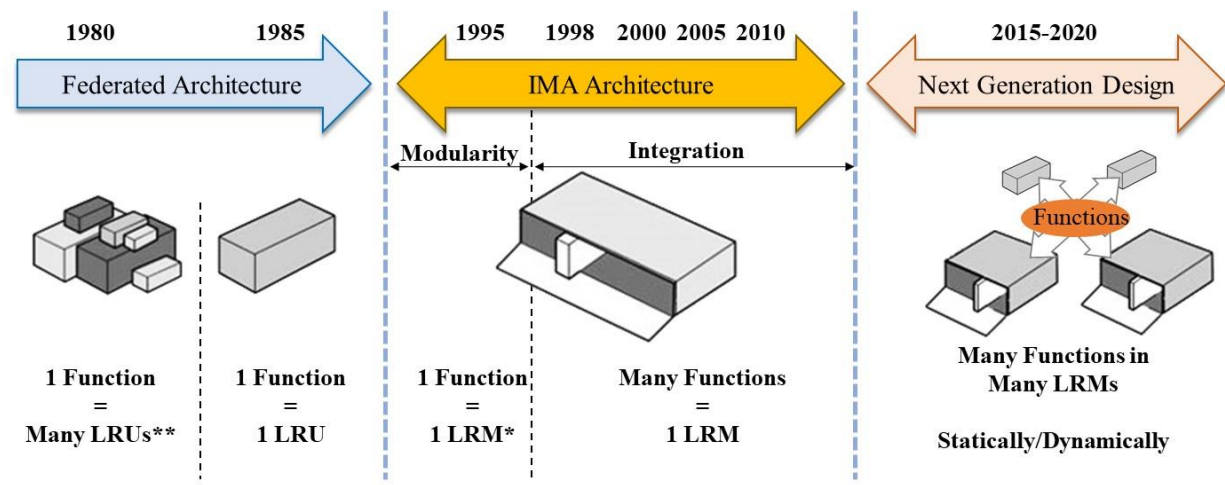 1980
1985
1995
1998
2000
2005
2010
2015-2020
Federated Architecture
IMA Architecture
Next Generation Design
Modularity
Integration
Functions
1 Function
=
Many LRUs**
1 Function
=
1 LRU
1 Function
=
1 LRM*
Many Functions
=
1 LRM
Many Functions in
Many LRMs
Statically/Dynamically